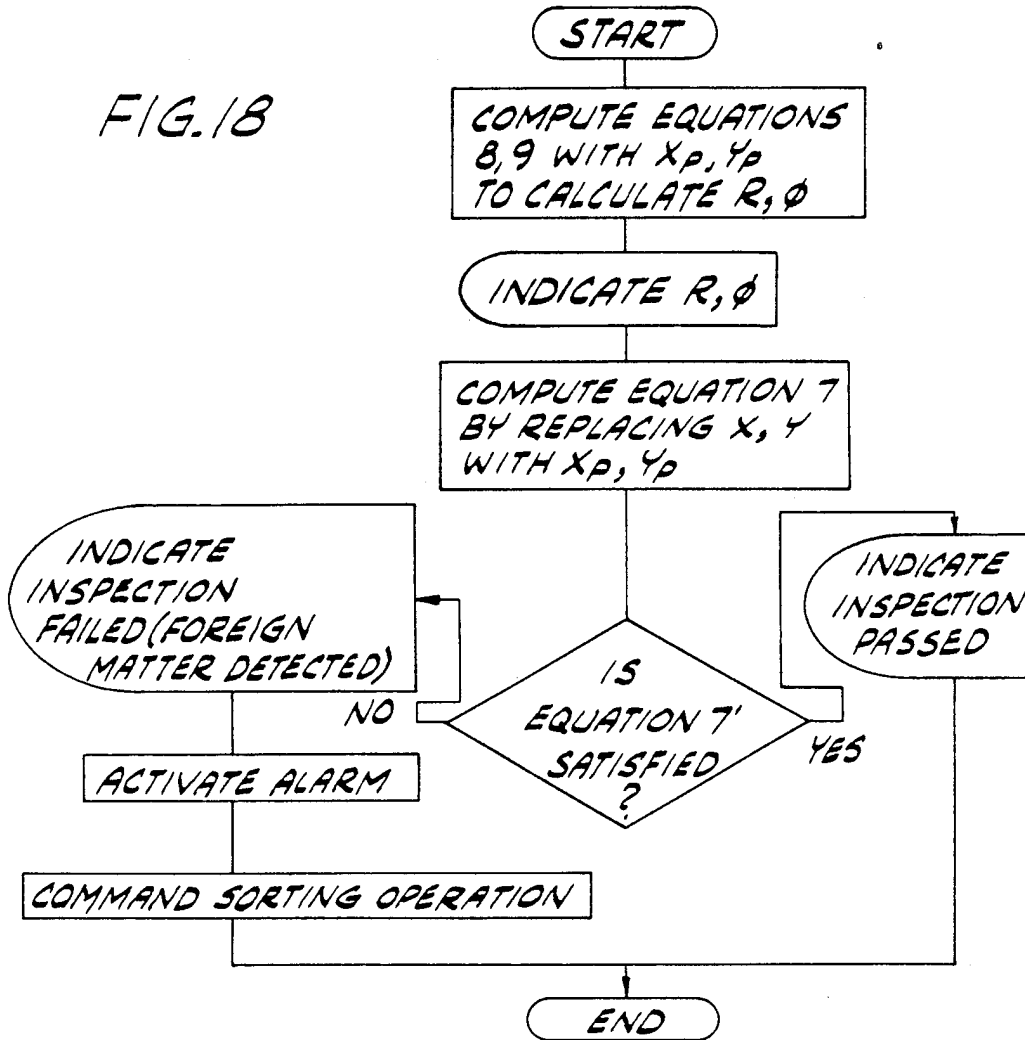 FIG. 18
START
COMPUTE EQUATIONS
8, 9 WITH XP, YP
TO CALCULATE R, φ
INDICATE R, φ
COMPUTE EQUATION 7
BY REPLACING X, Y
WITH XP, YP
INDICATE
INSPECTION
FAILED (FOREIGN
MATTER DETECTED)
NO
IS
EQUATION 7'
SATISFIED
?
YES
INDICATE
INSPECTION
PASSED
ACTIVATE ALARM
COMMAND SORTING OPERATION
END